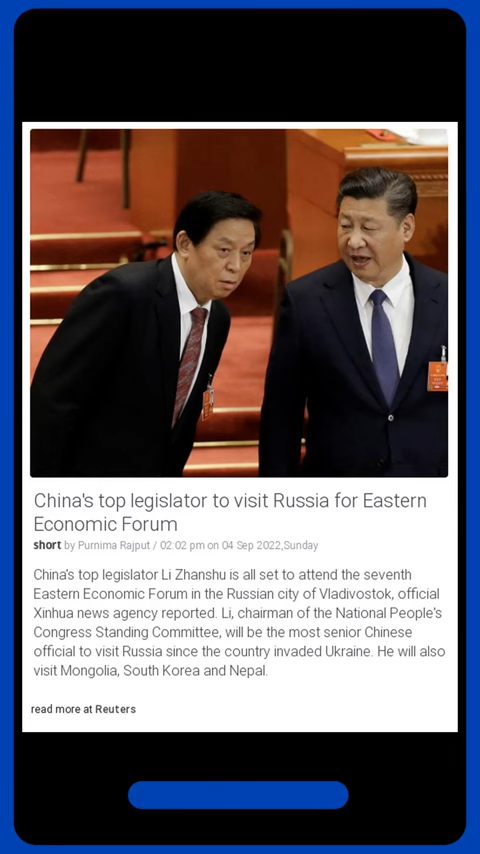 China's top legislator to visit Russia for Eastern
Economic Forum
short by Purnima Rajput / 02:02 pm on 04 Sep 2022,Sunday
China's top legislator Li Zhanshu is all set to attend the seventh
Eastern Economic Forum in the Russian city of Vladivostok, official
Xinhua news agency reported. Li, chairman of the National People's
Congress Standing Committee, will be the most senior Chinese
official to visit Russia since the country invaded Ukraine. He will also
visit Mongolia, South Korea and Nepal.
read more at Reuters